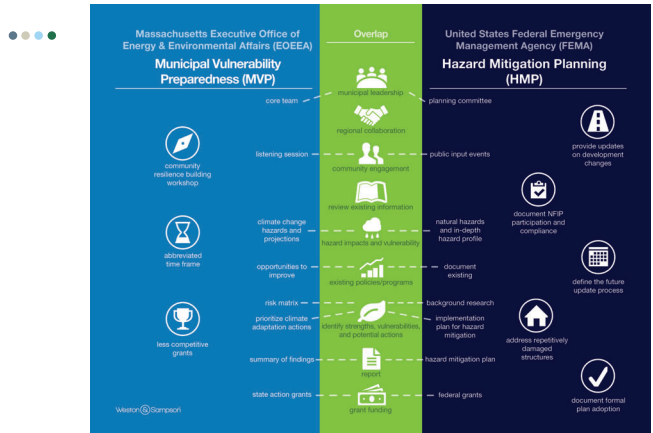 Massachusetts Executive Office of
Energy & Environmental Affairs (EOEEA)
Municipal Vulnerability
Preparedness (MVP)
Overlap
United States Federal Emergency
Management Agency (FEMA)
Hazard Mitigation Planning
(HMP)
core team
municipal leadership
planning committee
regional collaboration
provide updates
on development
changes
community
resilience building
workshop
listening session
community engagement
public input events
review existing information
document NFIP
participation and
compliance
abbreviated
time frame
climate change
hazards and
projections
hazard impacts and vulnerability
natural hazards
and in-depth
hazard profile
opportunities to
improve
existing policies/programs
document
existing
define the future
update process
risk matrix
background research
prioritize climate
adaptation actions
identify strengths, vulnerabilities,
and potential actions
implementation
plan for hazard
mitigation
less competitive
grants
address repetitively
damaged
structures
summary of findings
report
hazard mitigation plan
state action grants
grant funding
federal grants
document formal
plan adoption
Weston & Sampson